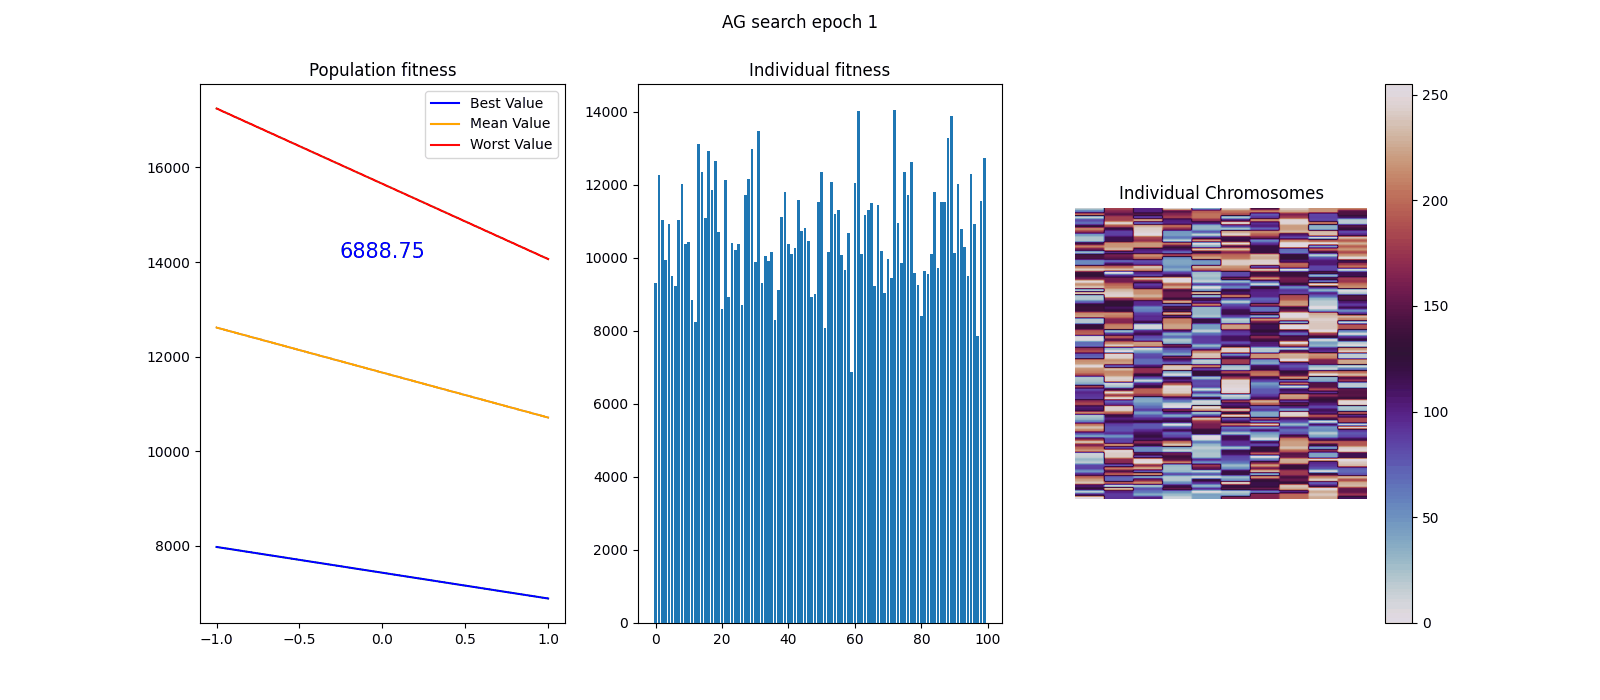 AG search epoch 1
Population fitness
Best Value
Mean Value
Worst Value
6888.75
16000
14000
12000
10000
8000
−1.0 −0.5 0.0 0.5 1.0
Individual fitness
14000
12000
10000
8000
6000
4000
2000
0
0 20 40 60 80 100
Individual Chromosomes
250
200
150
100
50
0